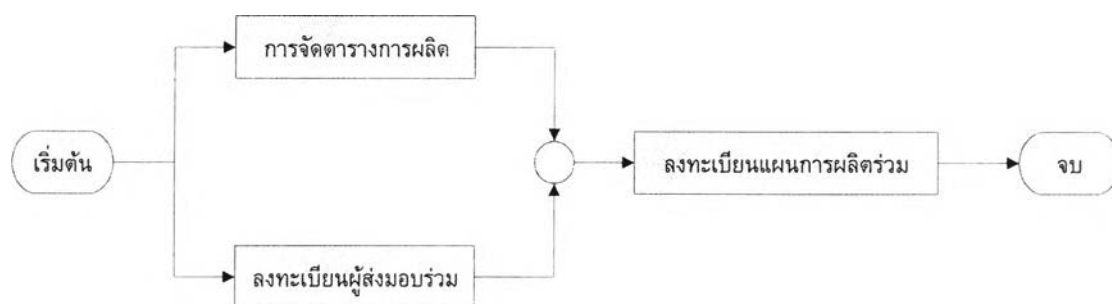 การจัดตารางการผลิต
เริ่มต้น
ลงทะเบียนแผนการผลิตร่วม
จบ
ลงทะเบียนผู้ส่งมอบร่วม